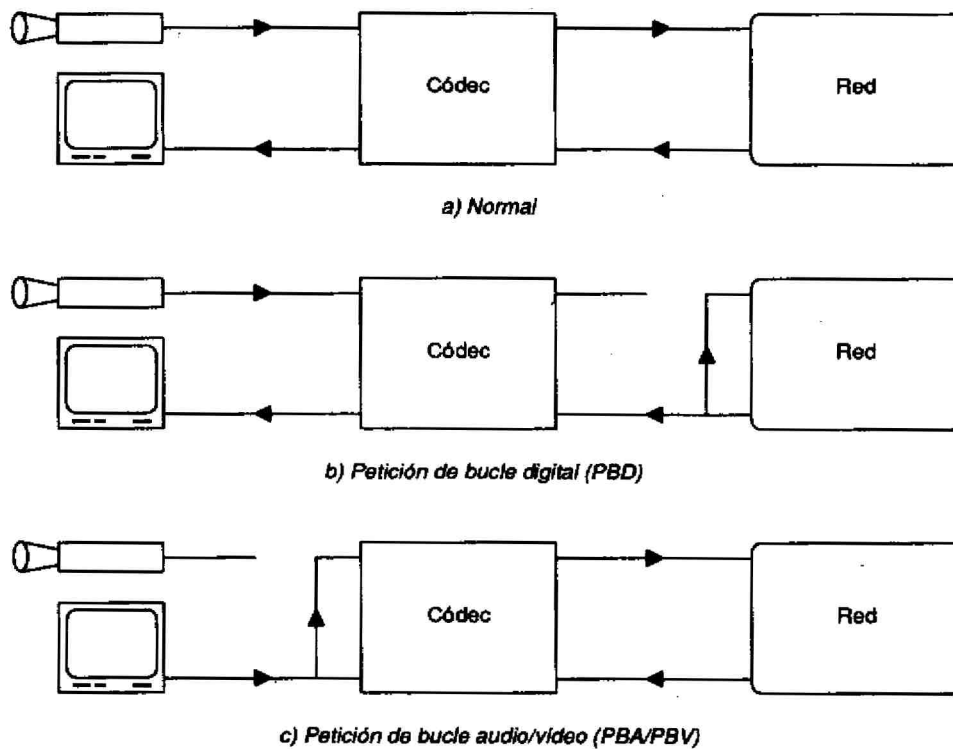 Códec
Red
a) Normal
Códec
Red
b) Petición de bucle digital (PBD)
Códec
Red
c) Petición de bucle audio/vídeo (PBA/PBV)